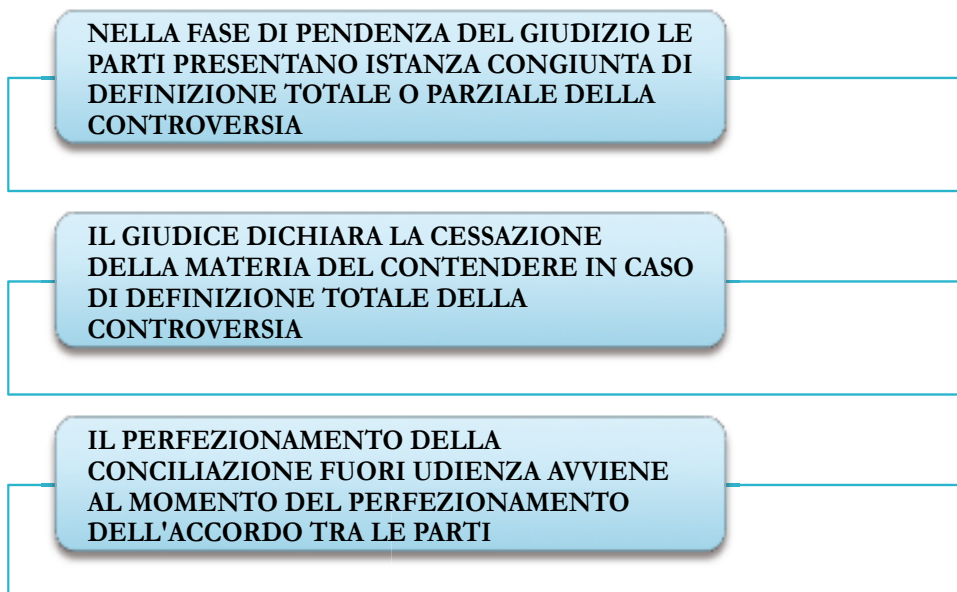 NELLA FASE DI PENDENZA DEL GIUDIZIO LE
PARTI PRESENTANO ISTANZA CONGIUNTA DI
DEFINIZIONE TOTALE O PARZIALE DELLA
CONTROVERSIA
IL GIUDICE DICHIARA LA CESSAZIONE
DELLA MATERIA DEL CONTENDERE IN CASO
DI DEFINIZIONE TOTALE DELLA
CONTROVERSIA
IL PERFEZIONAMENTO DELLA
CONCILIAZIONE FUORI UDIENZA AVVIENE
AL MOMENTO DEL PERFEZIONAMENTO
DELL'ACCORDO TRA LE PARTI